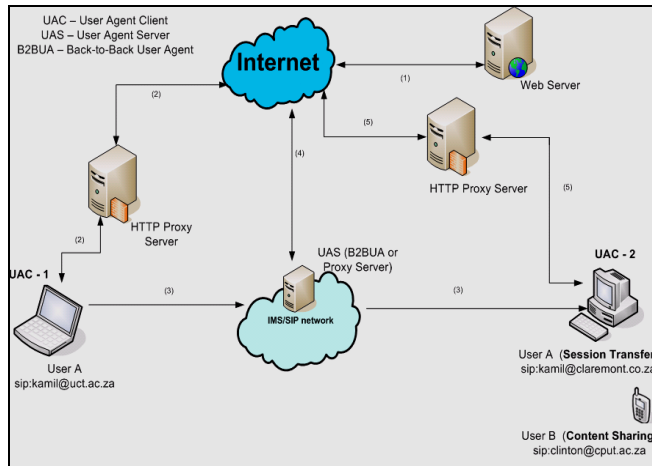 UAC – User Agent Client
UAS – User Agent Server
B2BUA – Back-to-Back User Agent
Internet
(1)
Web Server
(2)
(5)
(4)
HTTP Proxy Server
(5)
HTTP Proxy
Server
(2)
UAS (B2BUA or
Proxy Server)
UAC - 2
UAC - 1
(3)
(3)
IMS/SIP network
User A
sip:kamil@uct.ac.za
User A (Session Transfer
sip:kamil@claremont.co.za
User B (Content Sharing
sip:clinton@cput.ac.za